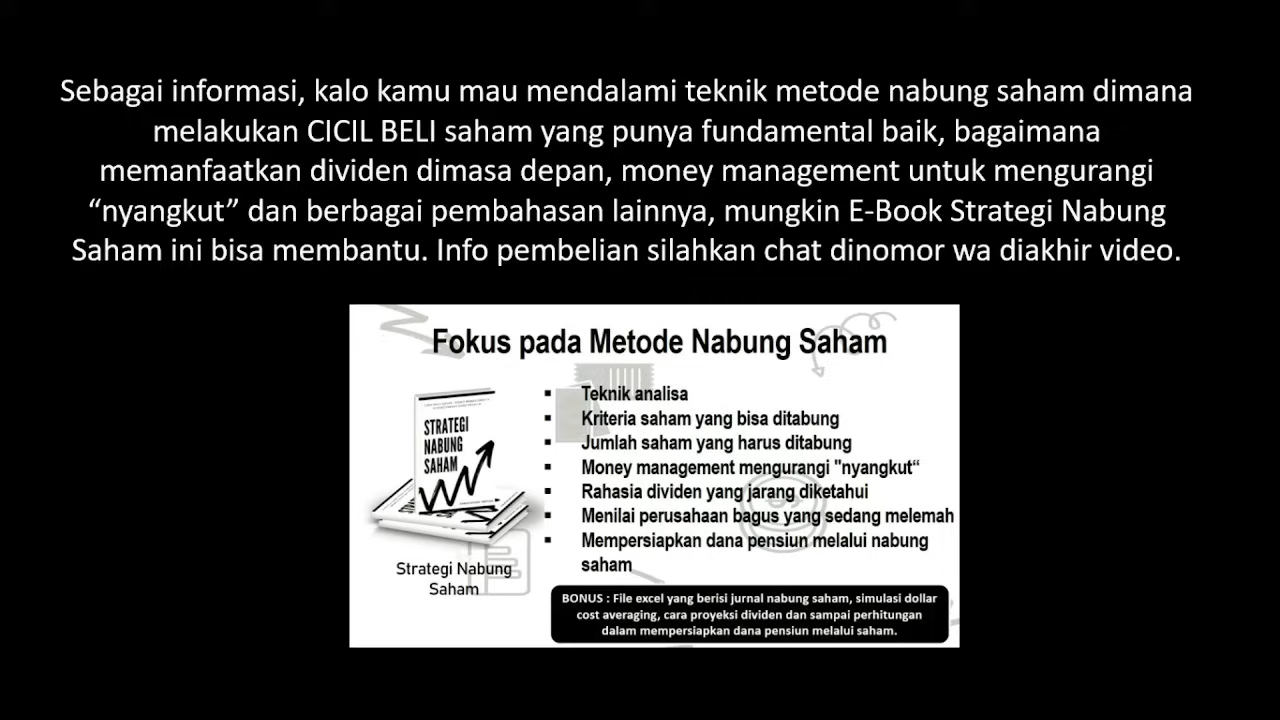 Sebagai informasi, kalo kamu mau mendalami teknik metode nabung saham dimana
melakukan CICIL BELI saham yang punya fundamental baik, bagaimana
memanfaatkan dividen dimasa depan, money management untuk mengurangi
“nyangkut” dan berbagai pembahasan lainnya, mungkin E-Book Strategi Nabung
Saham ini bisa membantu. Info pembelian silahkan chat dinomor wa diakhir video.
Fokus pada Metode Nabung Saham
STRATEGI
NABUNG
SAHAM
Strategi Nabung
Saham
▪ Teknik analisa
▪ Kriteria saham yang bisa ditabung
▪ Jumlah saham yang harus ditabung
▪ Money management mengurangi "nyangkut“
▪ Rahasia dividen yang jarang diketahui
▪ Menilai perusahaan bagus yang sedang melemah
▪ Mempersiapkan dana pensiun melalui nabung
saham
BONUS : File excel yang berisi jurnal nabung saham, simulasi dollar
cost averaging, cara proyeksi dividen dan sampai perhitungan
dalam mempersiapkan dana pensiun melalui saham.